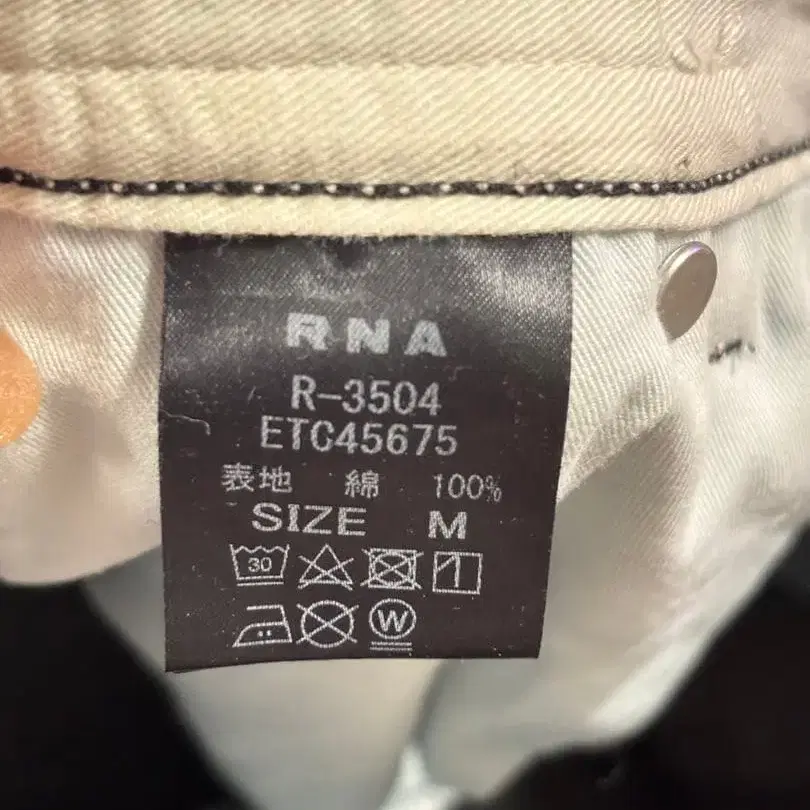 RNA
R-3504
ETC45675
表地 綿 100%
SIZE M
30
W